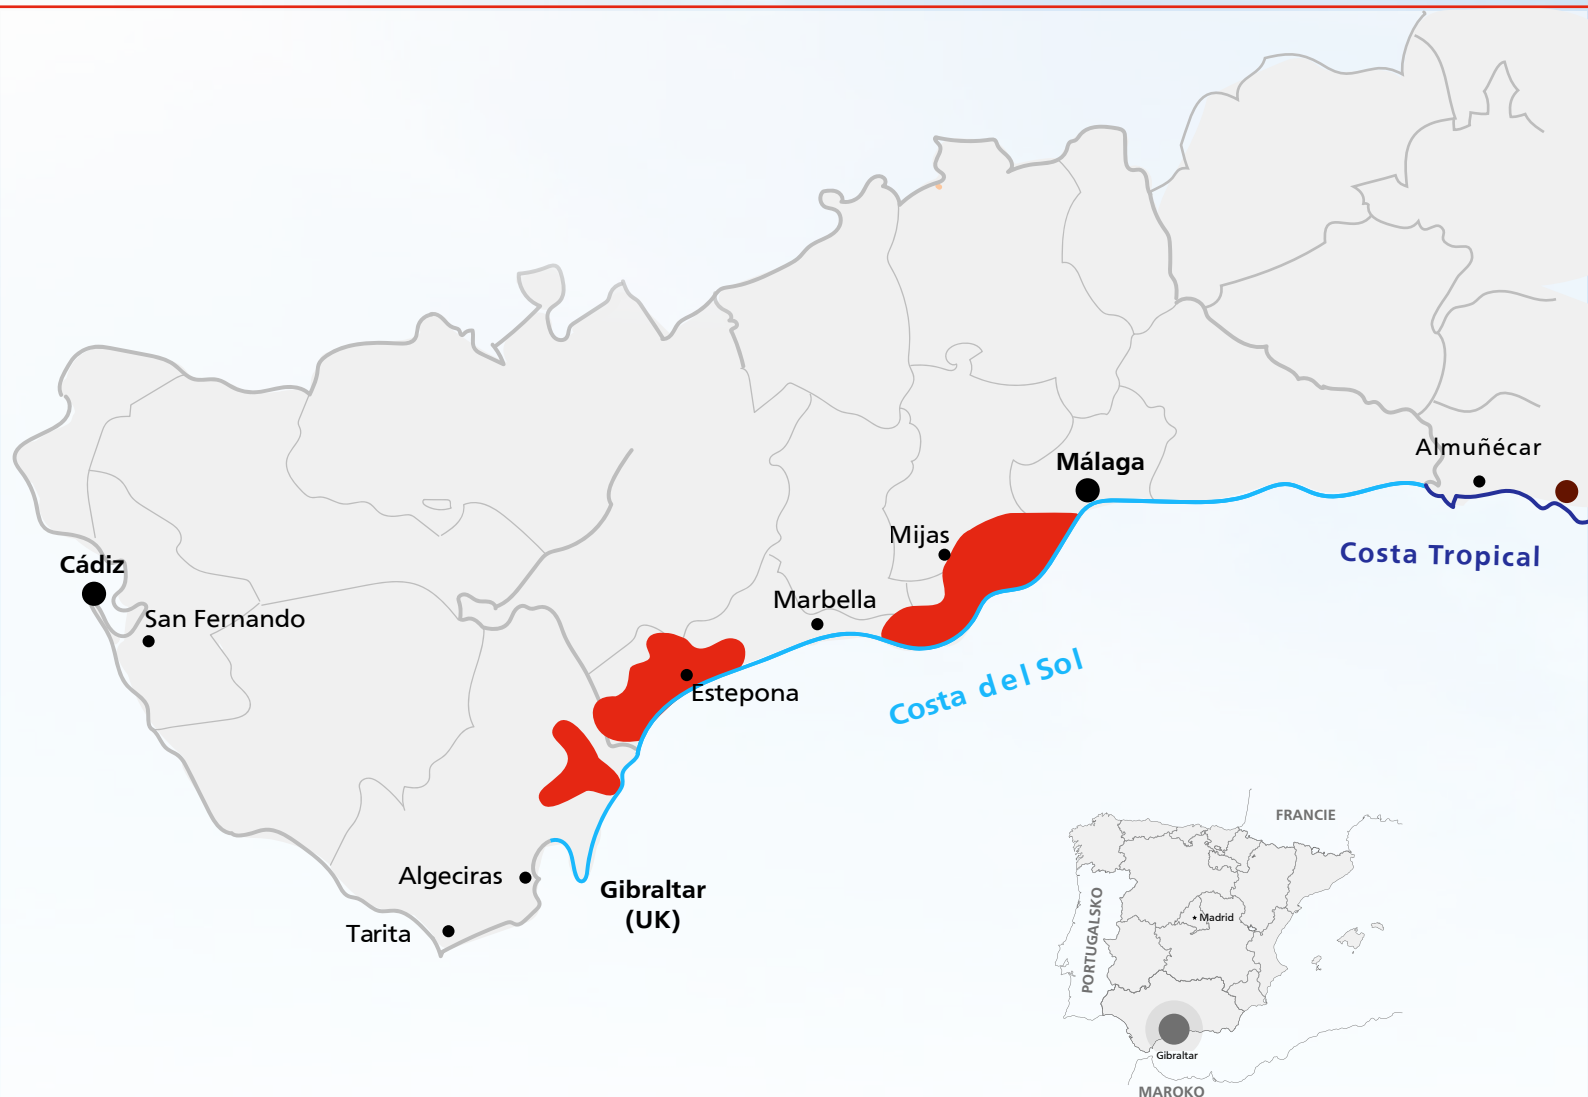 Almuñécar
Málaga
Mijas
Costa Tropical
Cádiz
Marbella
San Fernando
Costa del Sol
Estepona
Algeciras
Gibraltar
(UK)
Tarita
FRANCIE
PORTUGALSKO
Madrid
Gibraltar
MAROKO